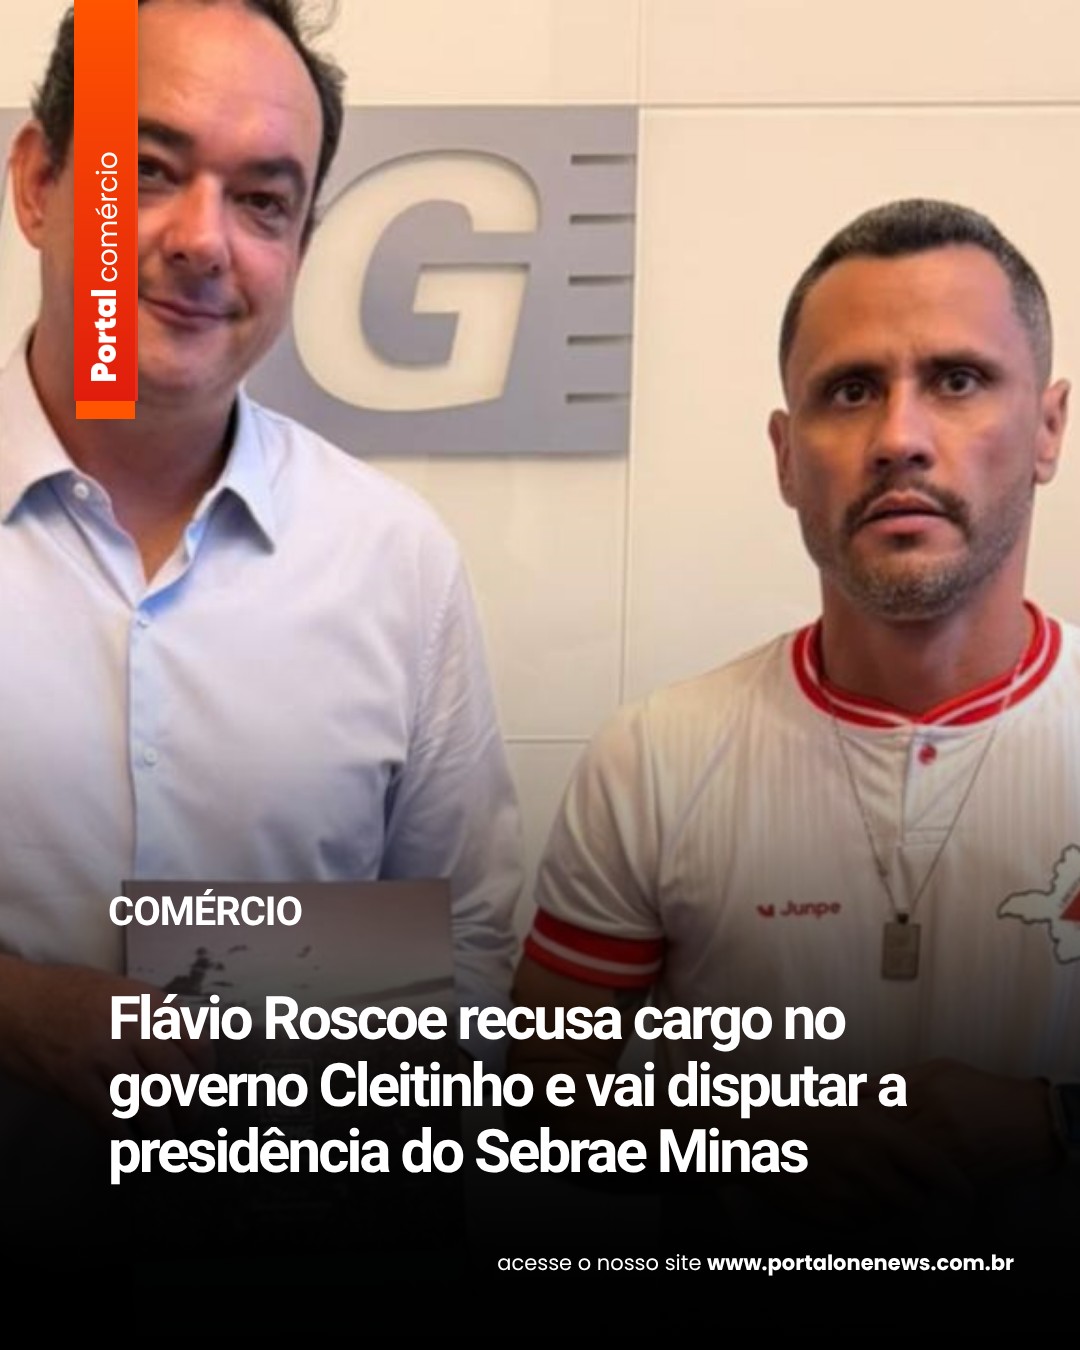 Portal comércio
G
Junpe
COMÉRCIO
Flávio Roscoe recusa cargo no
governo Cleitinho e vai disputar a
presidência do Sebrae Minas
acesse o nosso site www.portalonenews.com.br